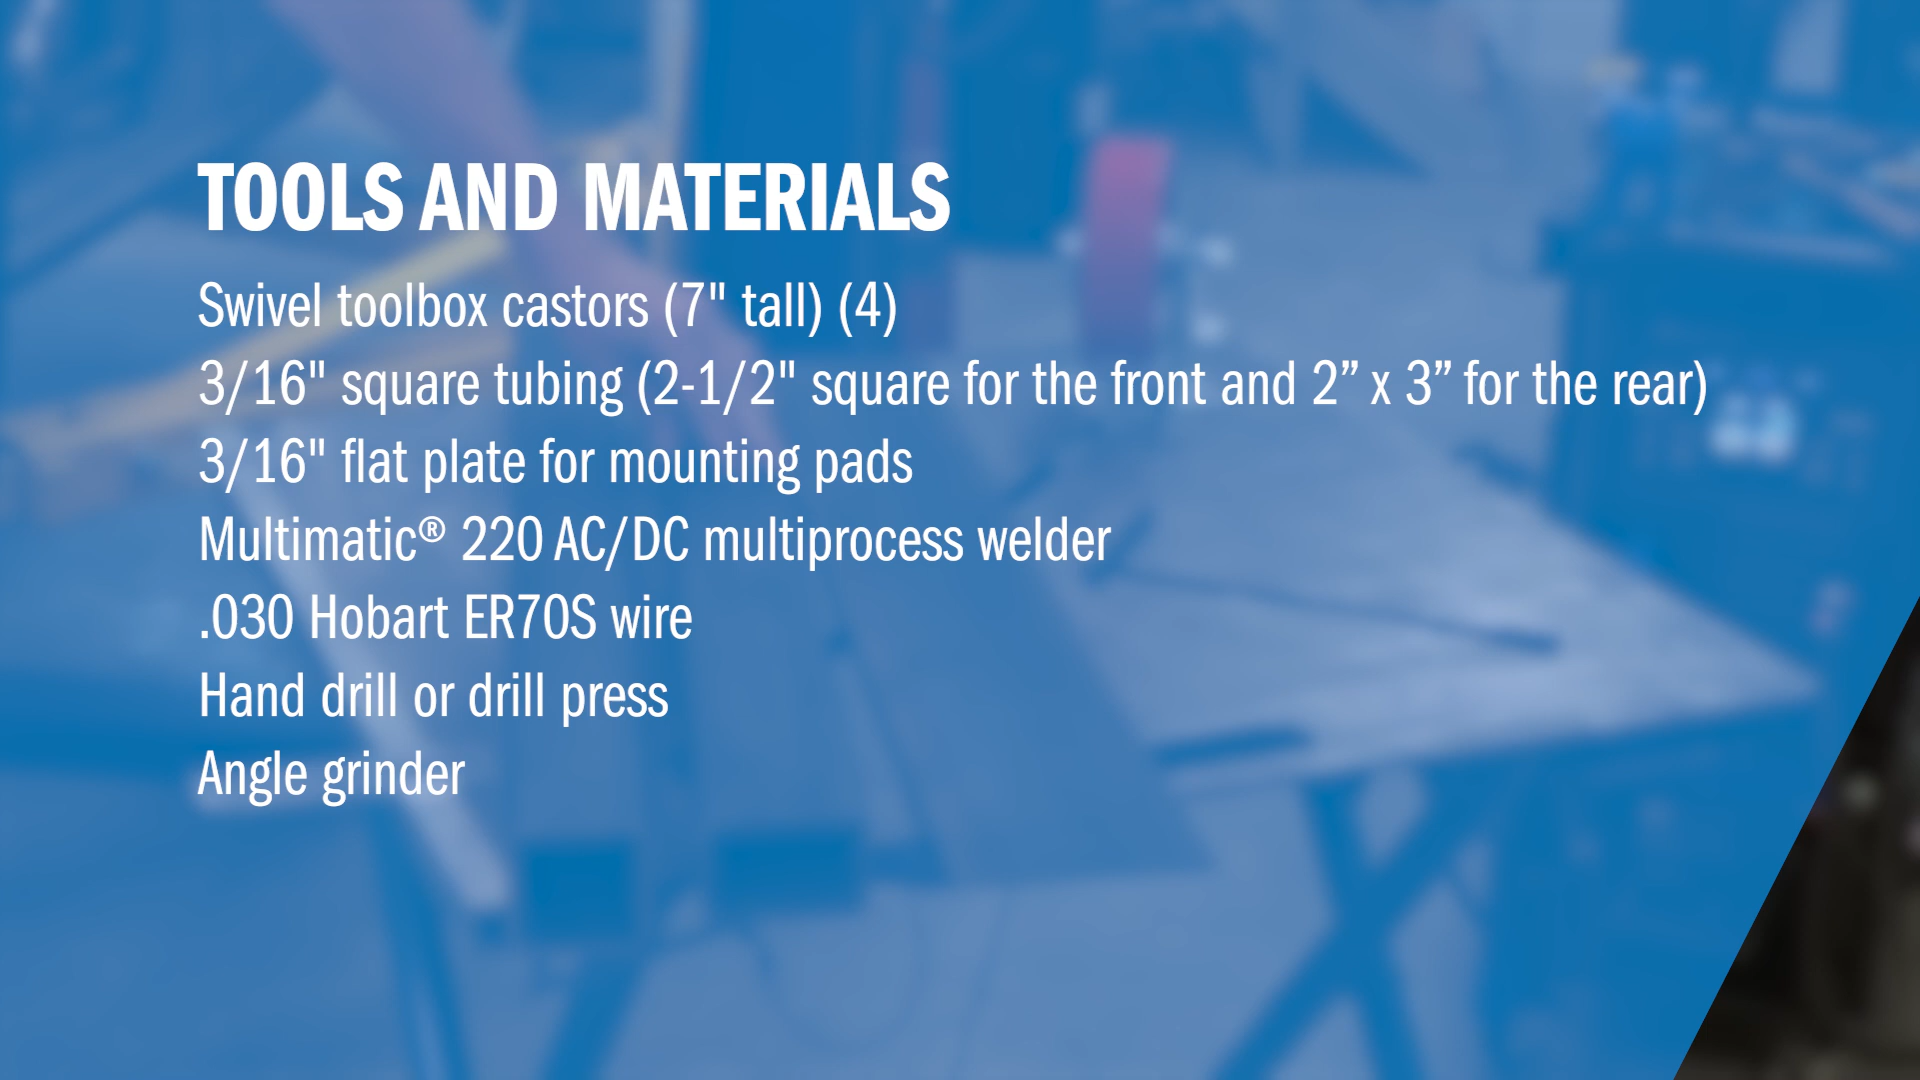 TOOLS AND MATERIALS
Swivel toolbox castors (7" tall) (4)
3/16" square tubing (2-1/2" square for the front and 2” x 3” for the rear)
3/16" flat plate for mounting pads
Multimatic® 220 AC/DC multiprocess welder
.030 Hobart ER70S wire
Hand drill or drill press
Angle grinder